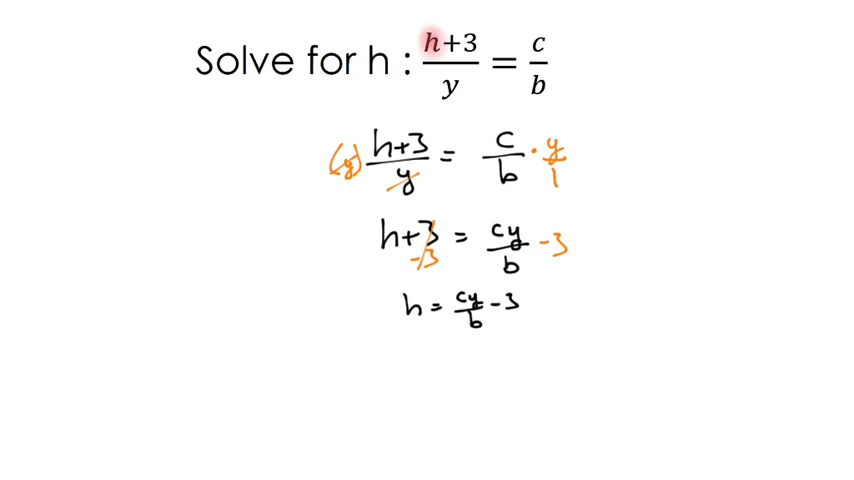 Solve for h : h+3/y = c/b
(y) h+3/y = c/b · y/1
h+3 = cy/b -3
-3
h = cy/b - 3